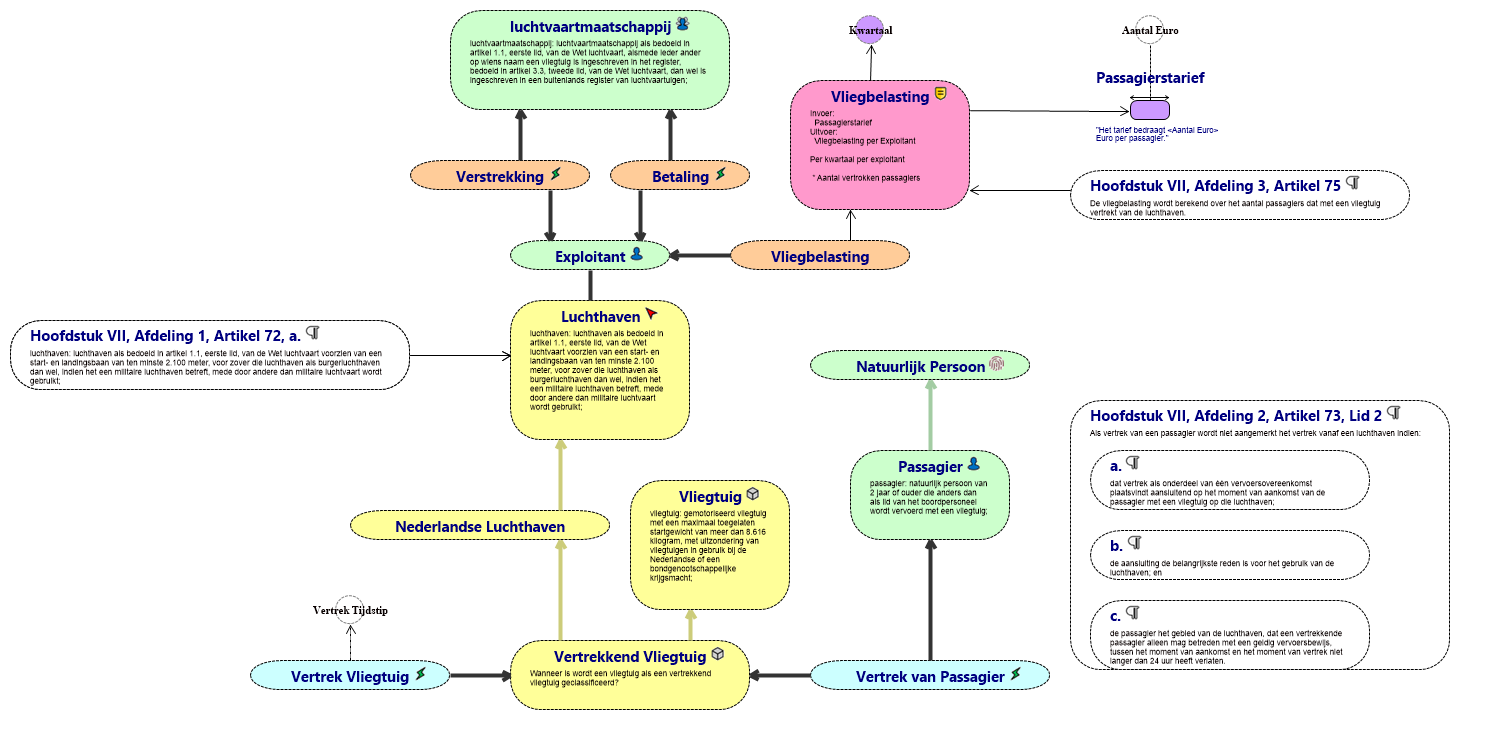 luchtvaartmaatschappij
luchtvaartmaatschappij: luchtvaartmaatschappij als bedoeld in
artikel 1.1, eerste lid, van de Wet luchtvaart, alsmede ieder ander
op wiens naam een vliegtuig is ingeschreven in het register,
bedoeld in artikel 3.3, tweede lid, van de Wet luchtvaart, dan wel is
ingeschreven in een buitenlands register van luchtvaartuigen;
Kwartaal
Aantal Euro
Passagierstarief
"Het tarief bedraagt <Aantal Euro>
Euro per passagier."
Vliegbelasting
Invoer:
Passagierstarief
Uitvoer:
Vliegbelasting per Exploitant
Per kwartaal per exploitant
* Aantal vertrokken passagiers
Verstrekking
Betaling
Hoofdstuk VII, Afdeling 3, Artikel 75
De vliegbelasting wordt berekend over het aantal passagiers dat met een vliegtuig
vertrekt van de luchthaven.
Exploitant
Vliegbelasting
Hoofdstuk VII, Afdeling 1, Artikel 72, a.
luchthaven: luchthaven als bedoeld in artikel 1.1, eerste lid, van de Wet luchtvaart voorzien van een
start- en landingsbaan van ten minste 2.100 meter, voor zover die luchthaven als burgerluchthaven
dan wel, indien het een militaire luchthaven betreft, mede door andere dan militaire luchtvaart wordt
gebruikt;
Luchthaven
luchthaven: luchthaven als bedoeld in
artikel 1.1, eerste lid, van de Wet
luchtvaart voorzien van een start- en
landingsbaan van ten minste 2.100
meter, voor zover die luchthaven als
burgerluchthaven dan wel, indien het
een militaire luchthaven betreft, mede
door andere dan militaire luchtvaart
wordt gebruikt;
Natuurlijk Persoon
Passagier
passagier: natuurlijk persoon van
2 jaar of ouder die anders dan
als lid van het boordpersoneel
wordt vervoerd met een vliegtuig;
Hoofdstuk VII, Afdeling 2, Artikel 73, Lid 2
Als vertrek van een passagier wordt niet aangemerkt het vertrek vanaf een luchthaven indien:
a.
dat vertrek als onderdeel van één vervoersovereenkomst
plaatsvindt aansluitend op het moment van aankomst van de
passagier met een vliegtuig op die luchthaven;
b.
de aansluiting de belangrijkste reden is voor het gebruik van de
luchthaven; en
c.
de passagier het gebied van de luchthaven, dat een vertrekkende
passagier alleen mag betreden met een geldig vervoersbewijs,
tussen het moment van aankomst en het moment van vertrek niet
langer dan 24 uur heeft verlaten.
Nederlandse Luchthaven
Vliegtuig
vliegtuig: gemotoriseerd vliegtuig
met een maximaal toegelaten
startgewicht van meer dan 8.616
kilogram, met uitzondering van
vliegtuigen in gebruik bij de
Nederlandse of een
bondgenootschappelijke
krijgsmacht;
Vertrek Tijdstip
Vertrek Vliegtuig
Vertrekkend Vliegtuig
Wanneer is wordt een vliegtuig als een vertrekkend
vliegtuig geclassificeerd?
Vertrek van Passagier